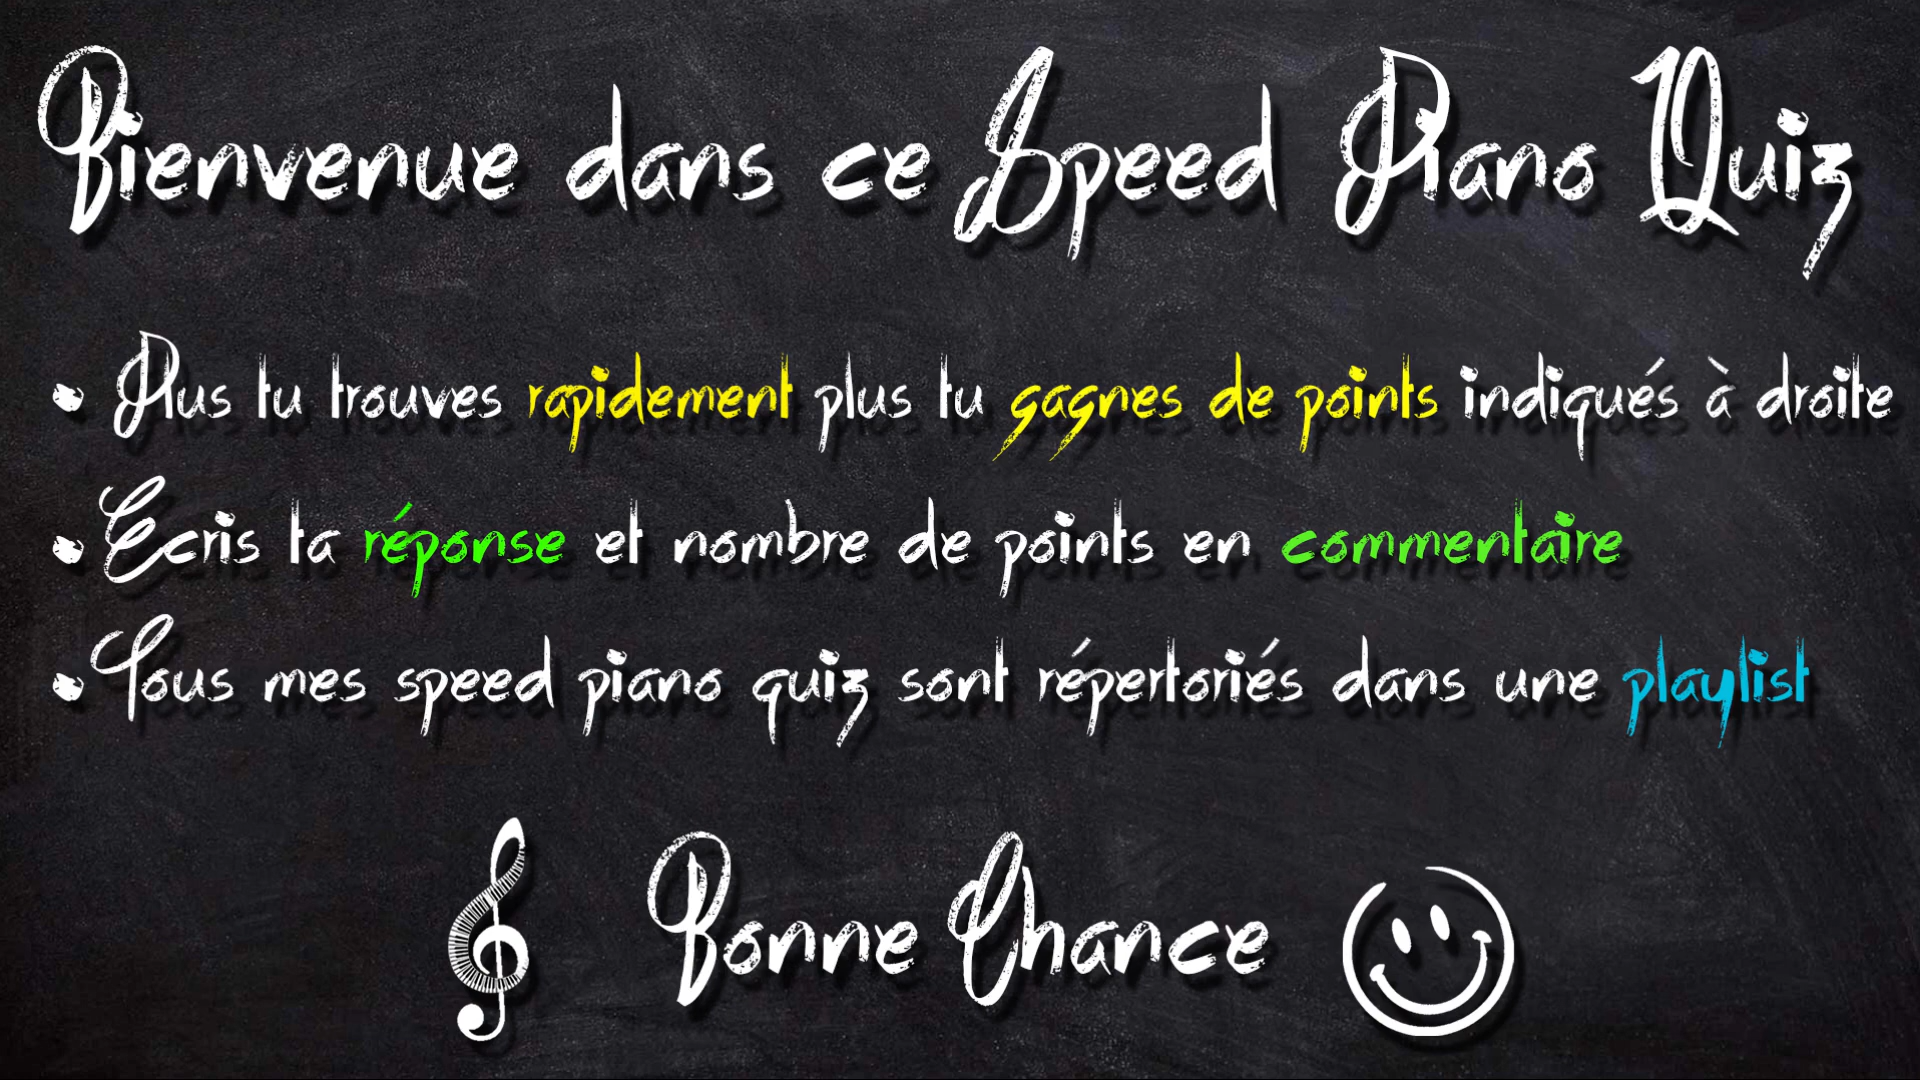 Bienvenue dans ce Speed Piano Quiz
• Plus tu trouves rapidement plus tu gagnes de points indiqués à droite
• Ecris ta réponse et nombre de points en commentaire
• Tous mes speed piano quiz sont répertoriés dans une playlist
Bonne Chance